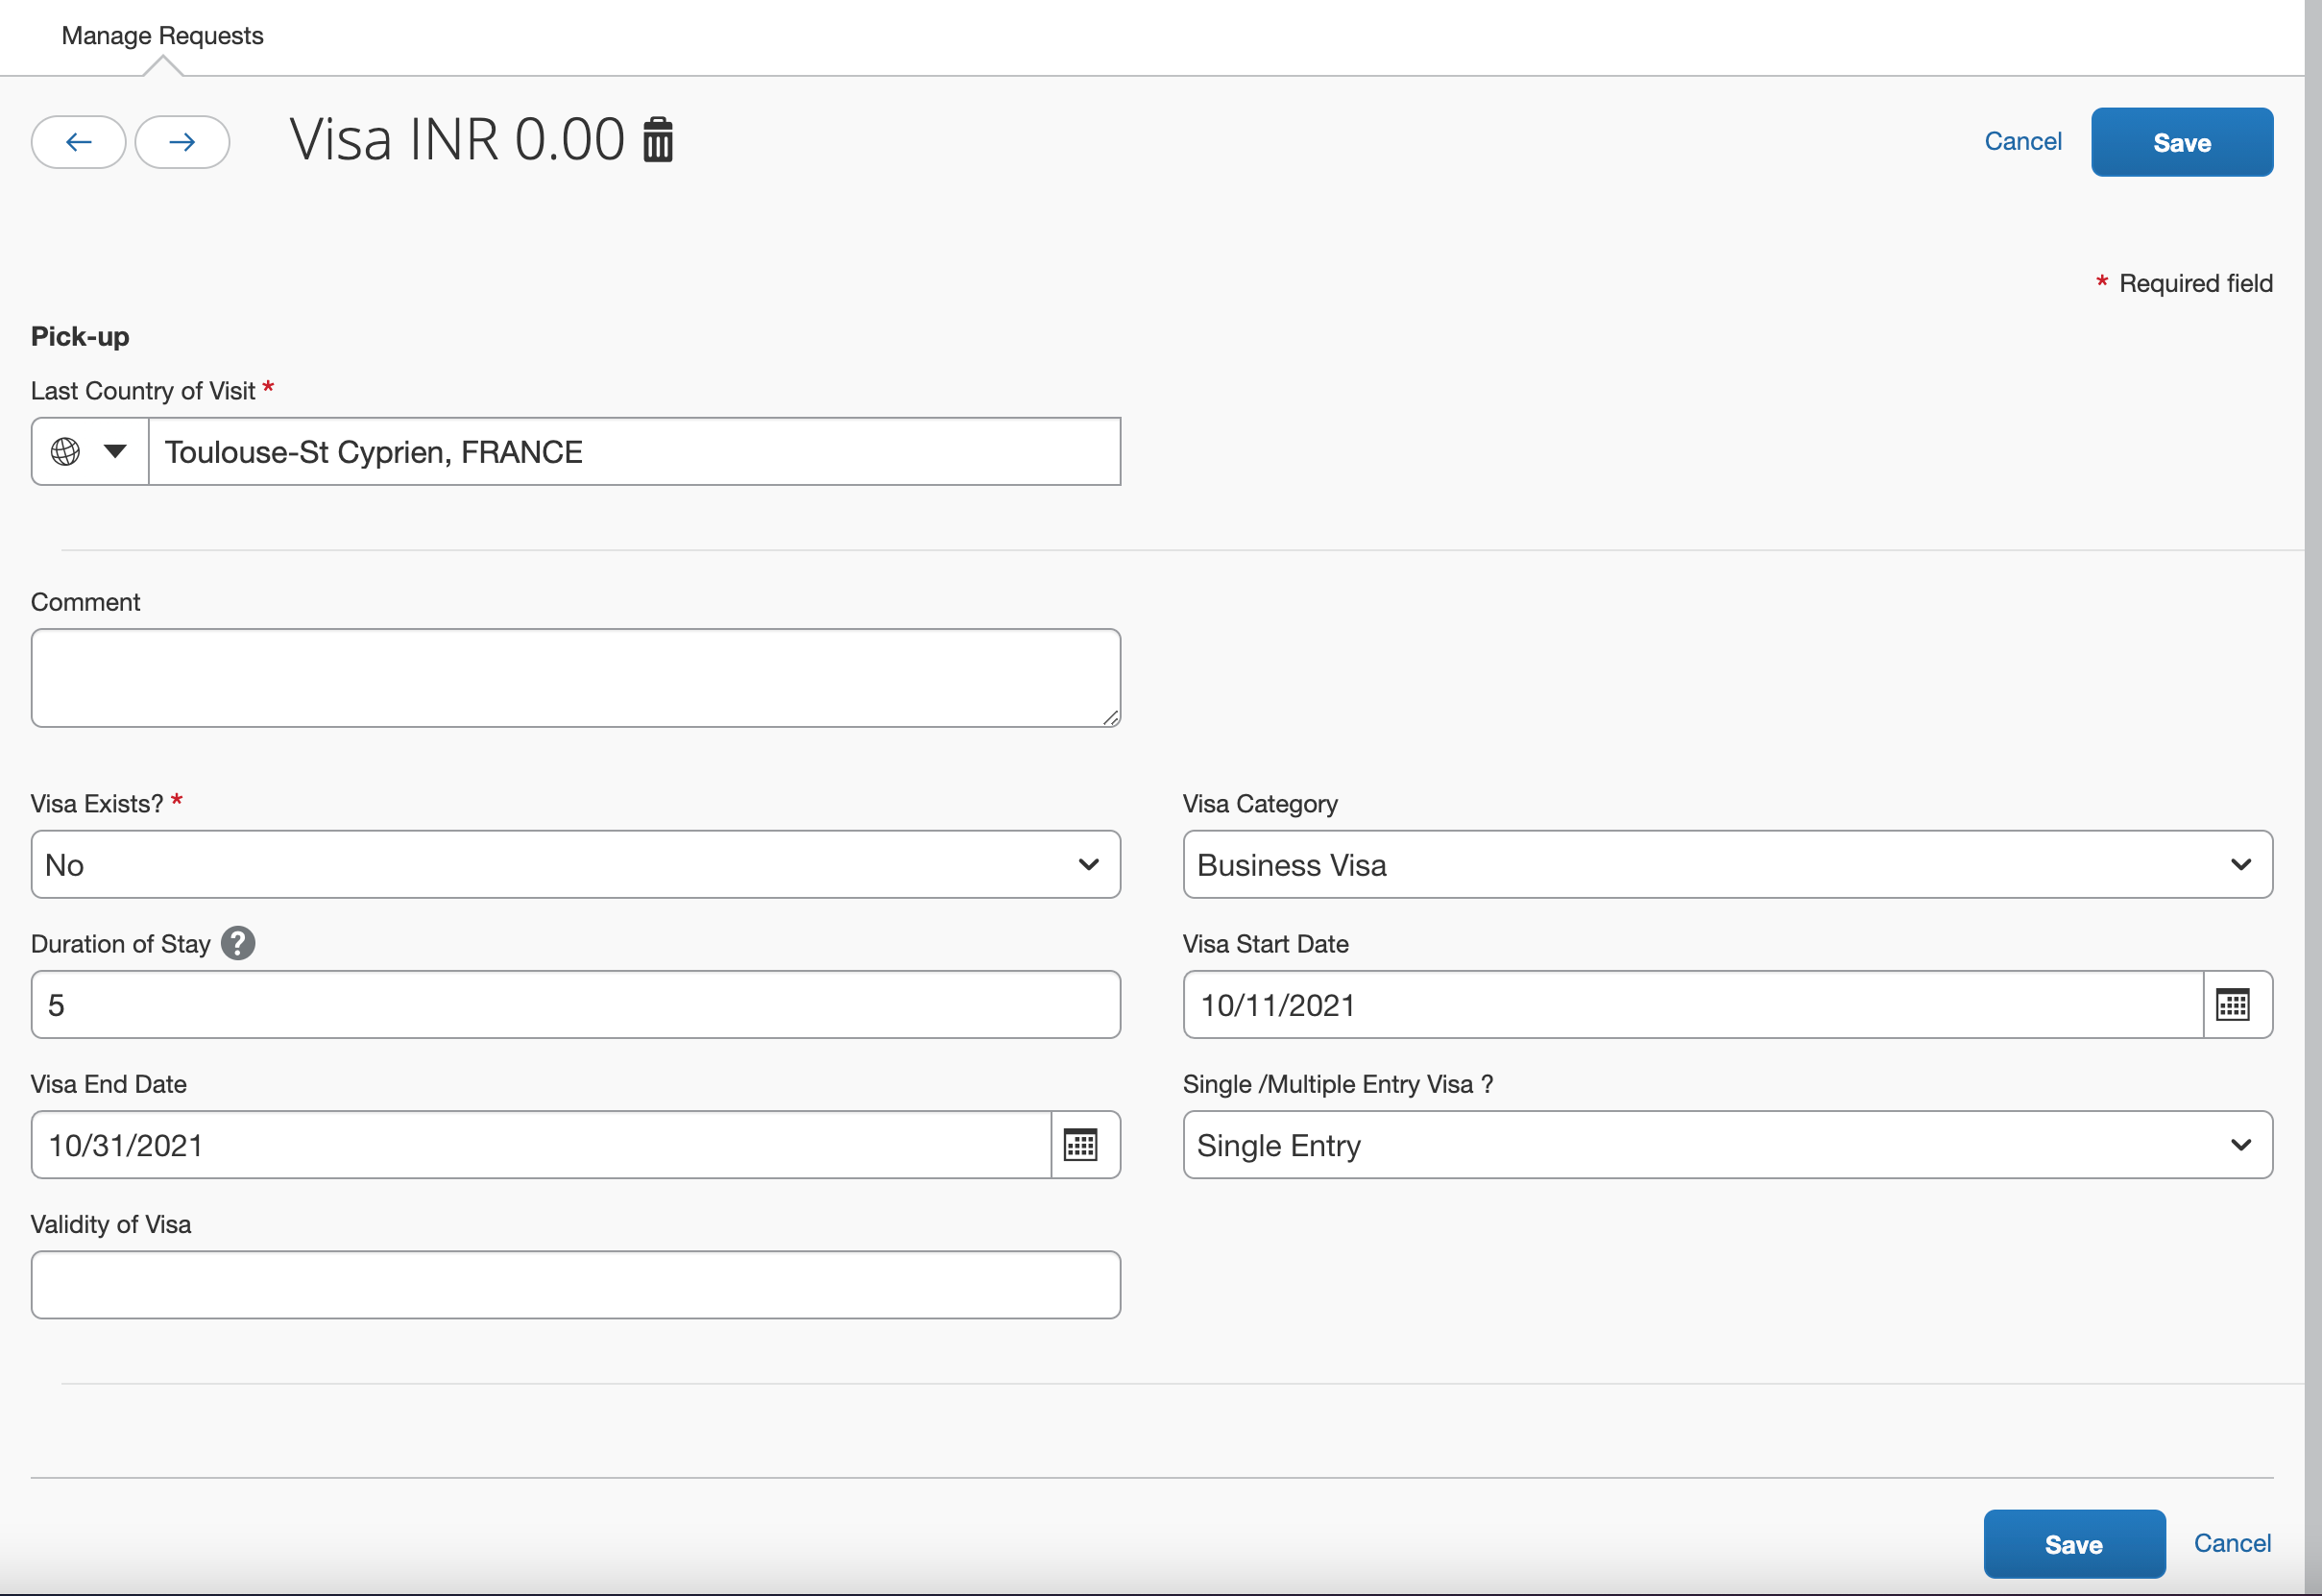 Manage Requests
Visa INR 0.00
Cancel
Save
* Required field
Pick-up
Last Country of Visit *
Toulouse-St Cyprien, FRANCE
Comment
Visa Exists? *
Visa Category
No
Business Visa
Duration of Stay ?
Visa Start Date
5
10/11/2021
Visa End Date
Single /Multiple Entry Visa ?
10/31/2021
Single Entry
Validity of Visa
Save
Cancel